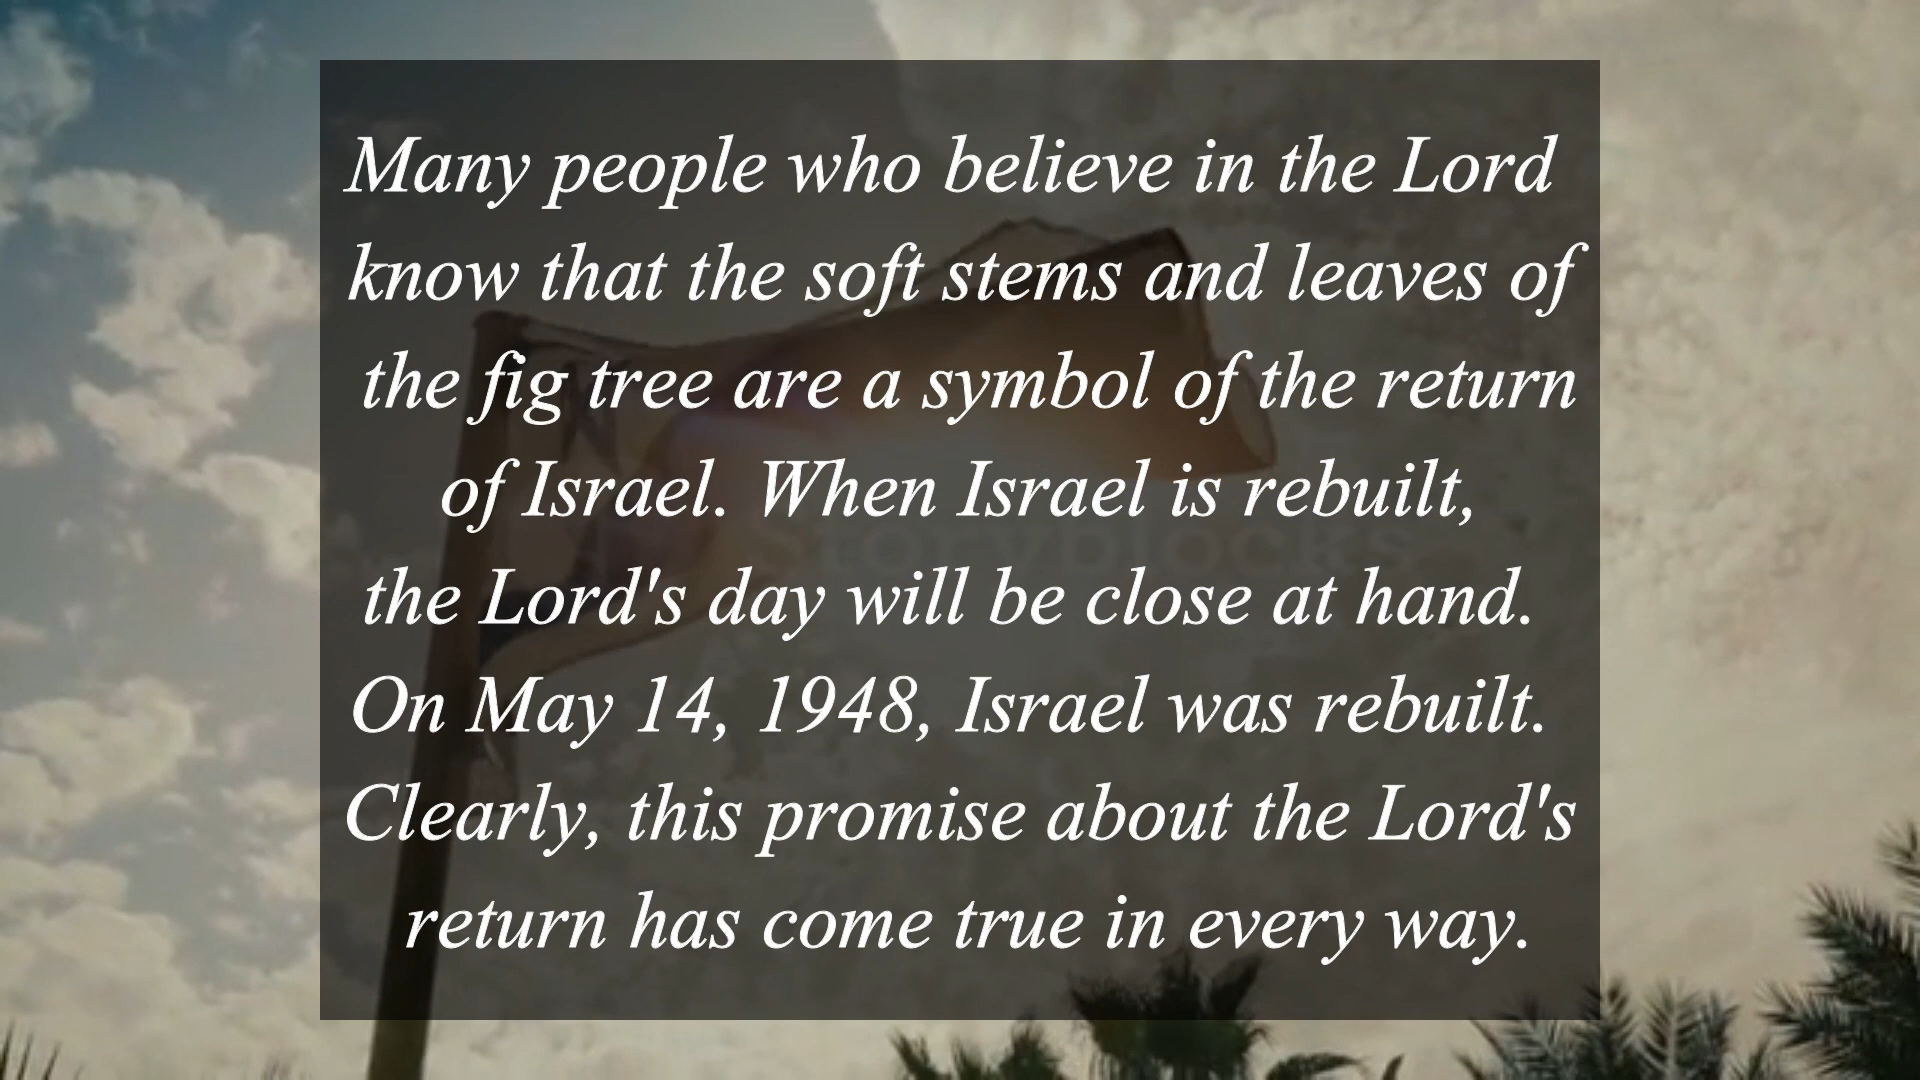 Many people who believe in the Lord
know that the soft stems and leaves of
the fig tree are a symbol of the return
of Israel. When Israel is rebuilt,
Storyblocks
the Lord's day will be close at hand.
On May 14, 1948, Israel was rebuilt.
Clearly, this promise about the Lord's
return has come true in every way.